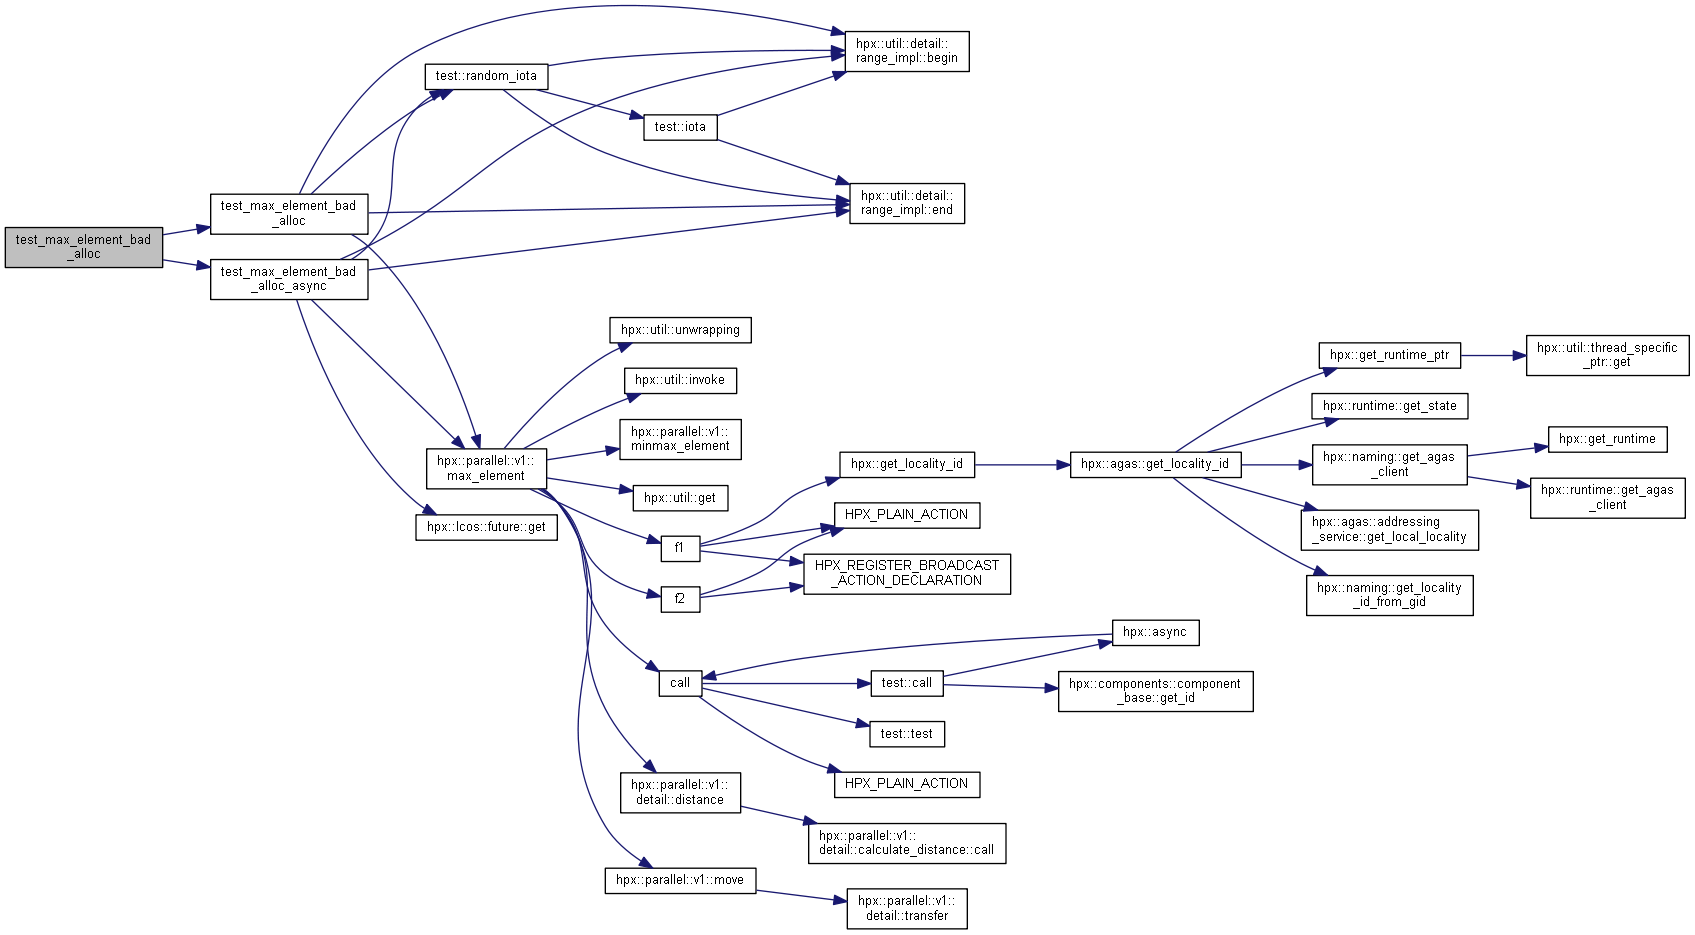 hpx::util::detail::
range_impl::begin
test::random_iota
test::iota
hpx::util::detail::
range_impl::end
test_max_element_bad
_alloc
test_max_element_bad
_alloc
test_max_element_bad
_alloc_async
hpx::util::unwrapping
hpx::util::invoke
hpx::parallel::v1::
minmax_element
hpx::parallel::v1::
max_element
hpx::util::get
hpx::lcos::future::get
f1
f2
hpx::get_locality_id
HPX_PLAIN_ACTION
HPX_REGISTER_BROADCAST
_ACTION_DECLARATION
hpx::agas::get_locality_id
hpx::get_runtime_ptr
hpx::util::thread_specific
_ptr::get
hpx::runtime::get_state
hpx::naming::get_agas
_client
hpx::get_runtime
hpx::runtime::get_agas
_client
hpx::agas::addressing
_service::get_local_locality
hpx::naming::get_locality
_id_from_gid
hpx::async
call
test::call
hpx::components::component
_base::get_id
test::test
HPX_PLAIN_ACTION
hpx::parallel::v1::
detail::distance
hpx::parallel::v1::
detail::calculate_distance::call
hpx::parallel::v1::move
hpx::parallel::v1::
detail::transfer